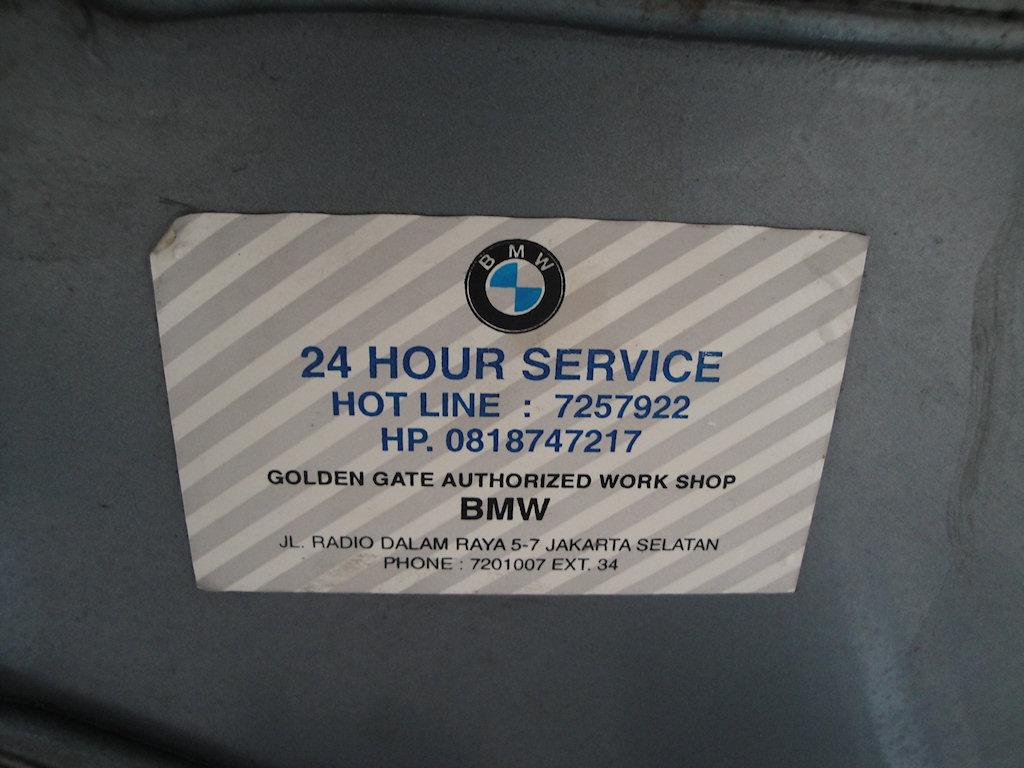 BMW
24 HOUR SERVICE
HOT LINE : 7257922
HP. 0818747217
GOLDEN GATE AUTHORIZED WORK SHOP
BMW
JL. RADIO DALAM RAYA 5-7 JAKARTA SELATAN
PHONE : 7201007 EXT. 34